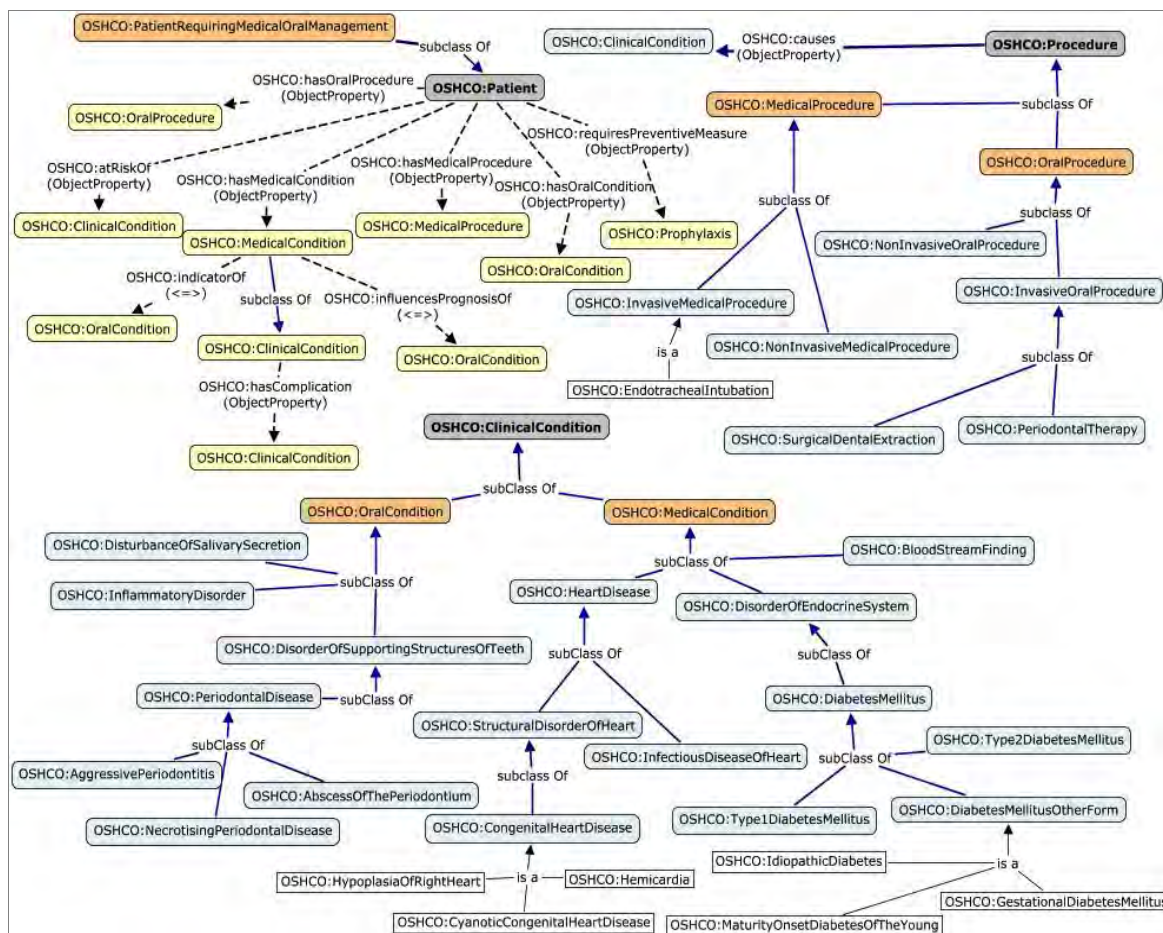 OSHCO:PatientRequiringMedicalOralManagement
subclass Of
OSHCO:hasOralProcedure
(ObjectProperty)
OSHCO:Patient
OSHCO:OralProcedure
OSHCO:atRiskOf
(ObjectProperty)
OSHCO:hasMedicalCondition
(ObjectProperty)
OSHCO:hasMedicalProcedure
(ObjectProperty)
OSHCO:requiresPreventiveMeasure
(ObjectProperty)
OSHCO:hasOralCondition
(ObjectProperty)
OSHCO:ClinicalCondition
OSHCO:MedicalCondition
OSHCO:MedicalProcedure
OSHCO:Prophylaxis
OSHCO:OralCondition
OSHCO:indicatorOf
(<=>)
subclass Of
OSHCO:influencesPrognosisOf
(<=>)
OSHCO:OralCondition
OSHCO:ClinicalCondition
OSHCO:OralCondition
OSHCO:hasComplication
(ObjectProperty)
OSHCO:ClinicalCondition
OSHCO:ClinicalCondition
OSHCO:causes
(ObjectProperty)
OSHCO:Procedure
OSHCO:MedicalProcedure
subclass Of
OSHCO:OralProcedure
subclass Of
subclass Of
OSHCO:NonInvasiveOralProcedure
OSHCO:InvasiveMedicalProcedure
OSHCO:InvasiveOralProcedure
OSHCO:NonInvasiveMedicalProcedure
is a
subclass Of
OSHCO:EndotrachealIntubation
OSHCO:SurgicalDentalExtraction
OSHCO:PeriodontalTherapy
OSHCO:ClinicalCondition
subClass Of
OSHCO:OralCondition
OSHCO:MedicalCondition
OSHCO:DisturbanceOfSalivarySecretion
subClass Of
OSHCO:InflammatoryDisorder
OSHCO:DisorderOfSupportingStructuresOfTeeth
OSHCO:PeriodontalDisease
subClass Of
subClass Of
OSHCO:AggressivePeriodontitis
OSHCO:AbscessOfThePeriodontium
OSHCO:NecrotisingPeriodontalDisease
subClass Of
OSHCO:BloodStreamFinding
OSHCO:HeartDisease
OSHCO:DisorderOfEndocrineSystem
subClass Of
subClass Of
OSHCO:StructuralDisorderOfHeart
OSHCO:DiabetesMellitus
OSHCO:InfectiousDiseaseOfHeart
subClass Of
OSHCO:Type2DiabetesMellitus
subclass Of
OSHCO:CongenitalHeartDisease
OSHCO:Type1DiabetesMellitus
OSHCO:DiabetesMellitusOtherForm
OSHCO:HypoplasiaOfRightHeart
is a
OSHCO:Hemicardia
OSHCO:CyanoticCongenitalHeartDisease
OSHCO:IdiopathicDiabetes
is a
OSHCO:GestationalDiabetesMellitus
OSHCO:MaturityOnsetDiabetesOfTheYoung